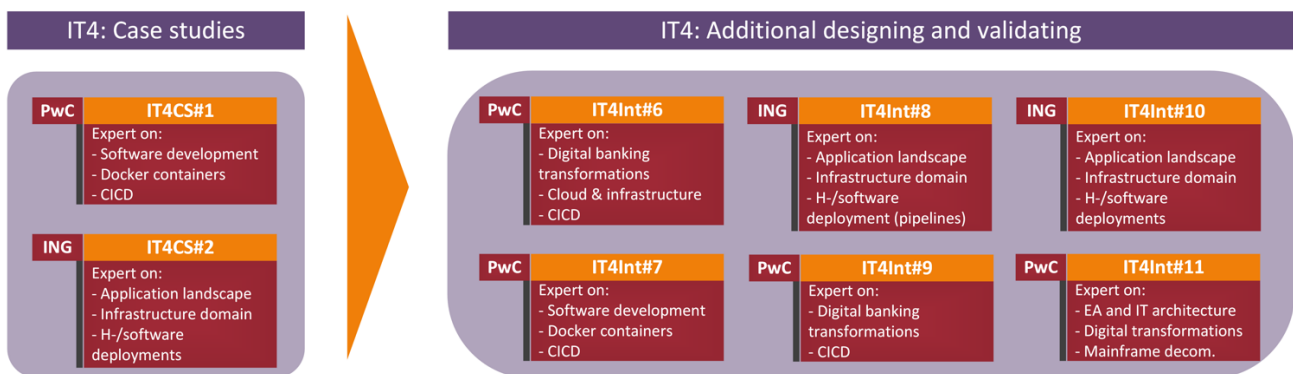 IT4: Case studies
PwC
IT4CS#1
Expert on:
- Software development
- Docker containers
- CICD
ING
IT4CS#2
Expert on:
- Application landscape
- Infrastructure domain
- H-/software
deployments
IT4: Additional designing and validating
PwC
IT4Int#6
Expert on:
- Digital banking
transformations
- Cloud & infrastructure
- CICD
ING
IT4Int#8
Expert on:
- Application landscape
- Infrastructure domain
- H-/software
deployment (pipelines)
ING
IT4Int#10
Expert on:
- Application landscape
- Infrastructure domain
- H-/software
deployments
PwC
IT4Int#7
Expert on:
- Software development
- Docker containers
- CICD
PwC
IT4Int#9
Expert on:
- Digital banking
transformations
- CICD
PwC
IT4Int#11
Expert on:
- EA and IT architecture
- Digital transformations
- Mainframe decom.